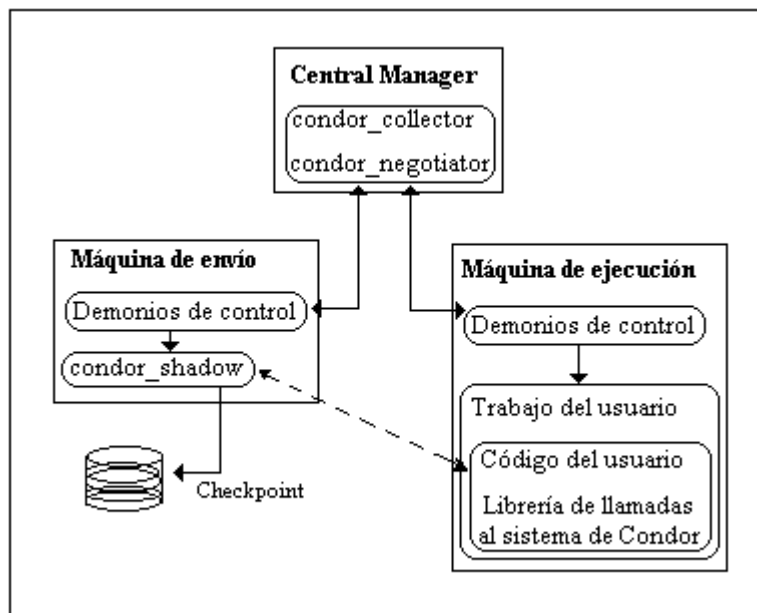 Central Manager
condor_collector
condor_negotiator
Máquina de envío
Demonios de control
condor_shadow
Checkpoint
Máquina de ejecución
Demonios de control
Trabajo del usuario
Código del usuario
Librería de llamadas
al sistema de Condor